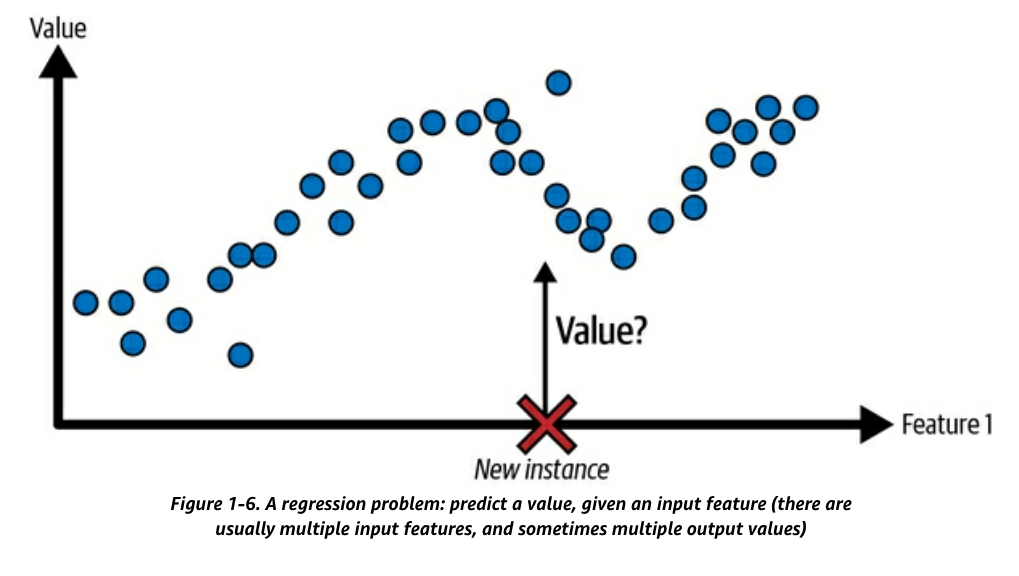 Value
Value?
Feature 1
New instance
Figure 1-6. A regression problem: predict a value, given an input feature (there are
usually multiple input features, and sometimes multiple output values)